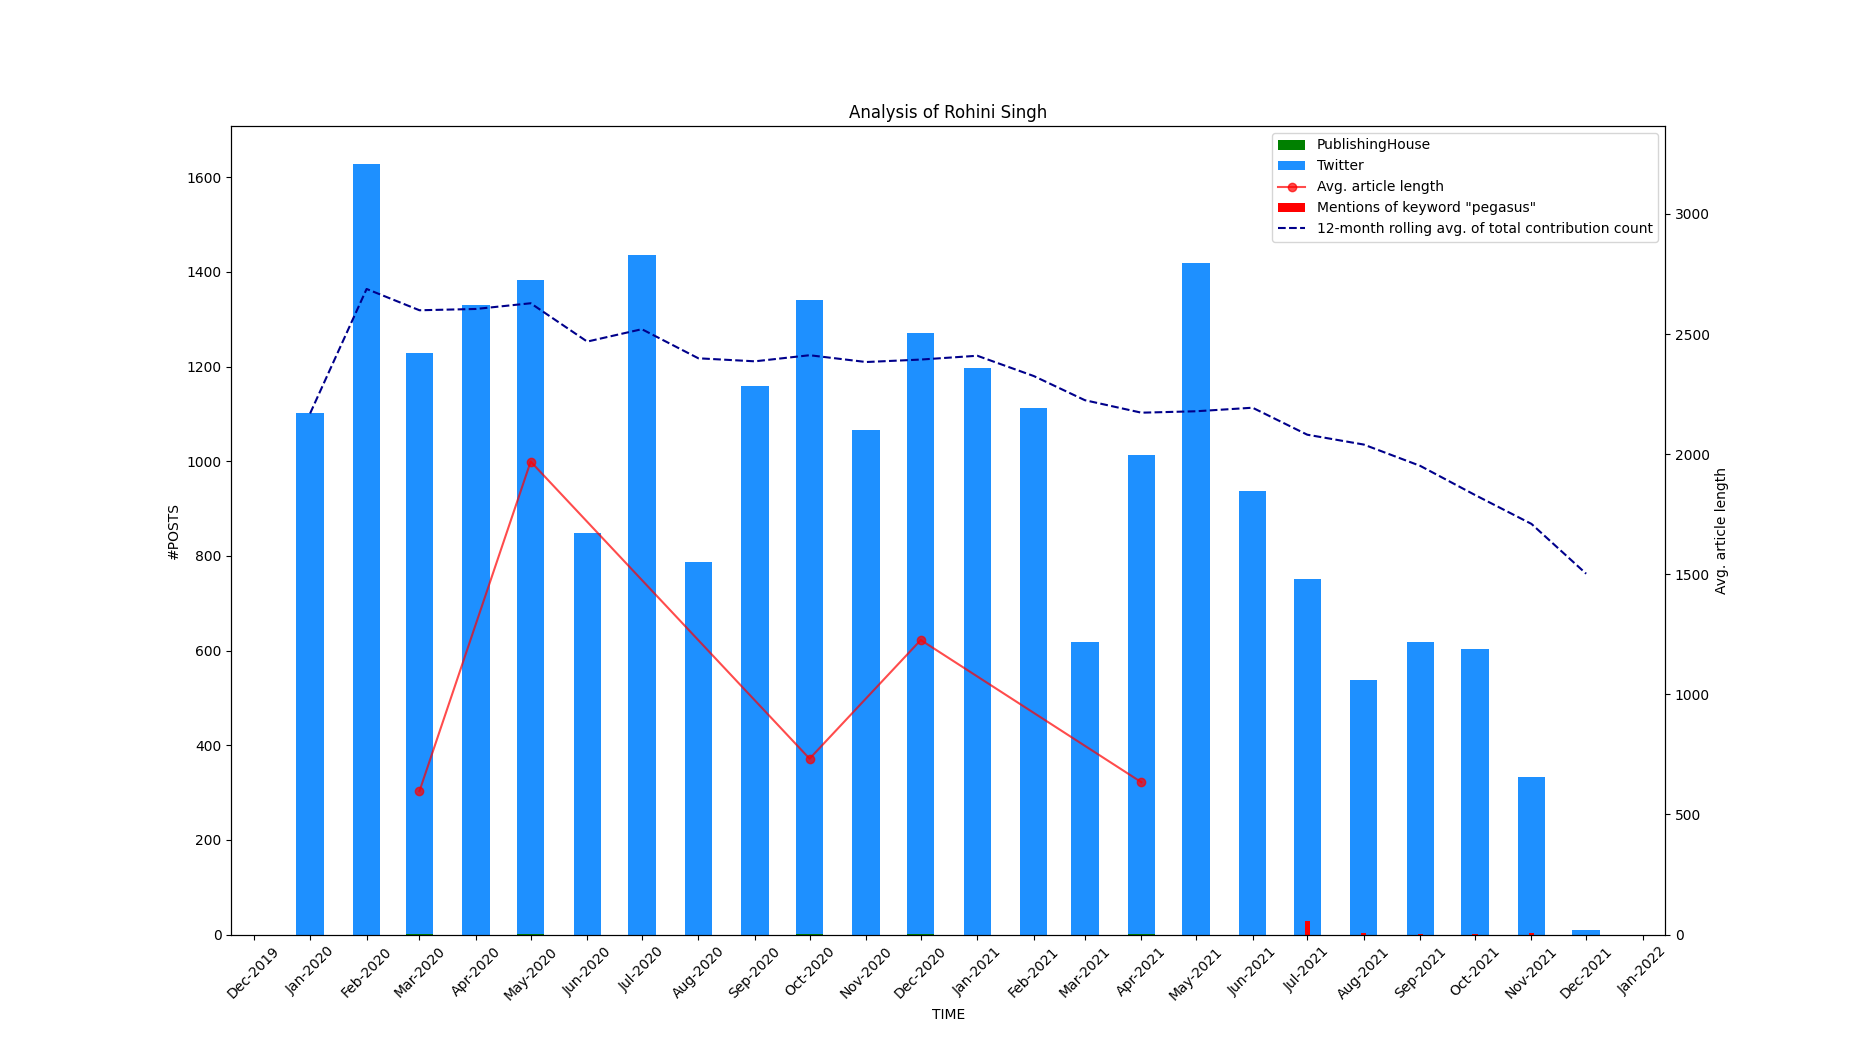 Analysis of Rohini Singh
PublishingHouse
Twitter
Avg. article length
Mentions of keyword "pegasus"
12-month rolling avg. of total contribution count
1600
1400
1200
1000
800
600
400
200
0
#POSTS
3000
2500
2000
1500
1000
500
0
Avg. article length
Dec-2019
Jan-2020
Feb-2020
Mar-2020
Apr-2020
May-2020
Jun-2020
Jul-2020
Aug-2020
Sep-2020
Oct-2020
Nov-2020
Dec-2020
Jan-2021
Feb-2021
Mar-2021
Apr-2021
May-2021
Jun-2021
Jul-2021
Aug-2021
Sep-2021
Oct-2021
Nov-2021
Dec-2021
Jan-2022
TIME